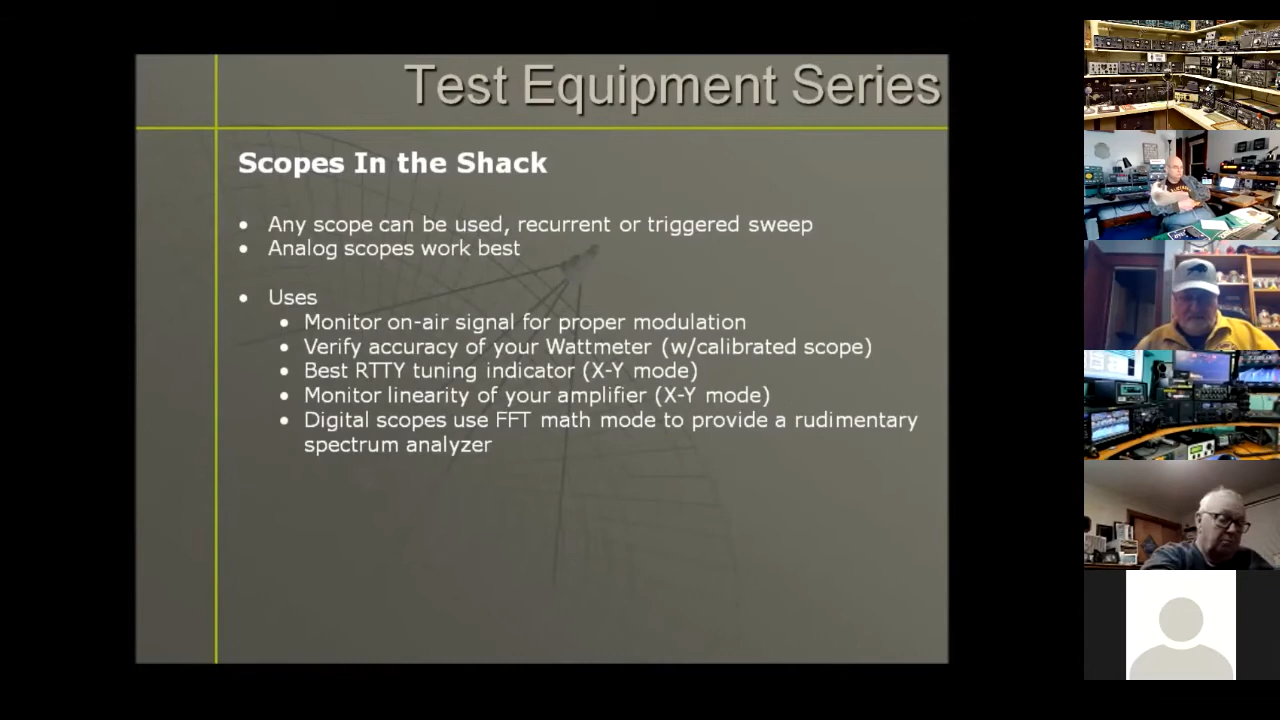 Test Equipment Series
Scopes In the Shack
• Any scope can be used, recurrent or triggered sweep
• Analog scopes work best
• Uses
• Monitor on-air signal for proper modulation
• Verify accuracy of your Wattmeter (w/calibrated scope)
• Best RTTY tuning indicator (X-Y mode)
• Monitor linearity of your amplifier (X-Y mode)
• Digital scopes use FFT math mode to provide a rudimentary
spectrum analyzer